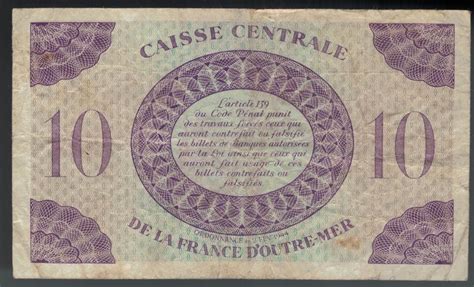 CAISSE CENTRALE
10
L'article 139
du Code Pénal punit
des travaux forcés ceux qui
auront contrefait ou falsifié
les billets de Banques autorisées
par la Loi ainsi que ceux qui
auront fait usage de ces
billets contrefaits ou
falsifiés.
10
ORDONNANCE
DE LA FRANCE D'OUTRE-MER